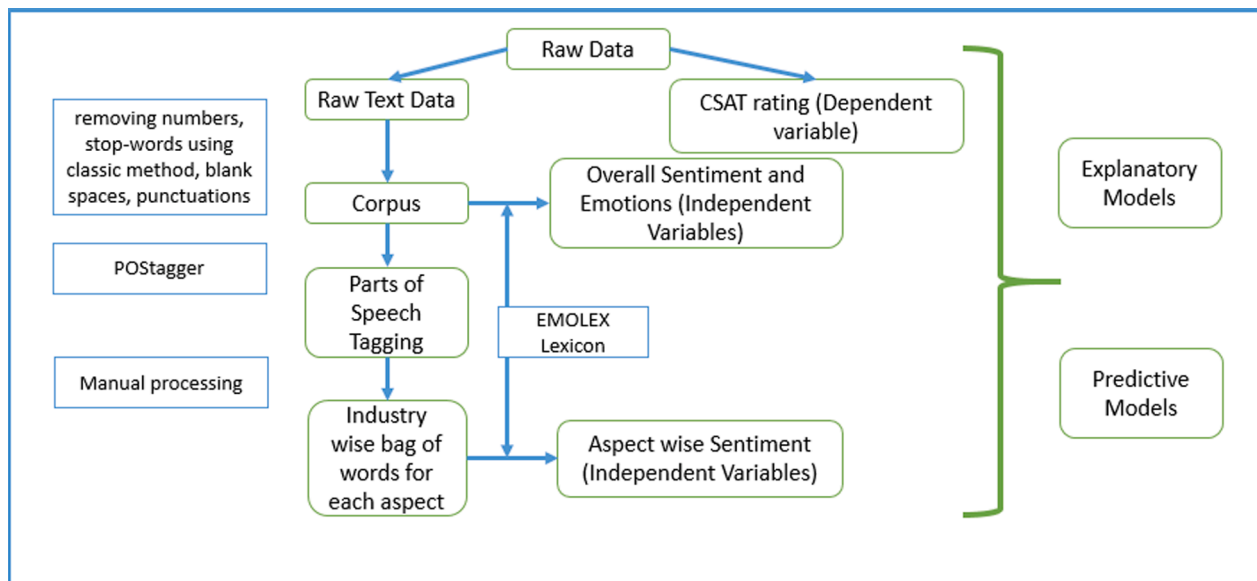 Raw Data
Raw Text Data
CSAT rating (Dependent
variable)
removing numbers,
stop-words using
classic method, blank
spaces, punctuations
Corpus
Overall Sentiment and
Emotions (Independent
Variables)
Explanatory
Models
POStagger
Parts of
Speech
Tagging
EMOLEX
Lexicon
Manual processing
Predictive
Models
Industry
wise bag of
words for
each aspect
Aspect wise Sentiment
(Independent Variables)